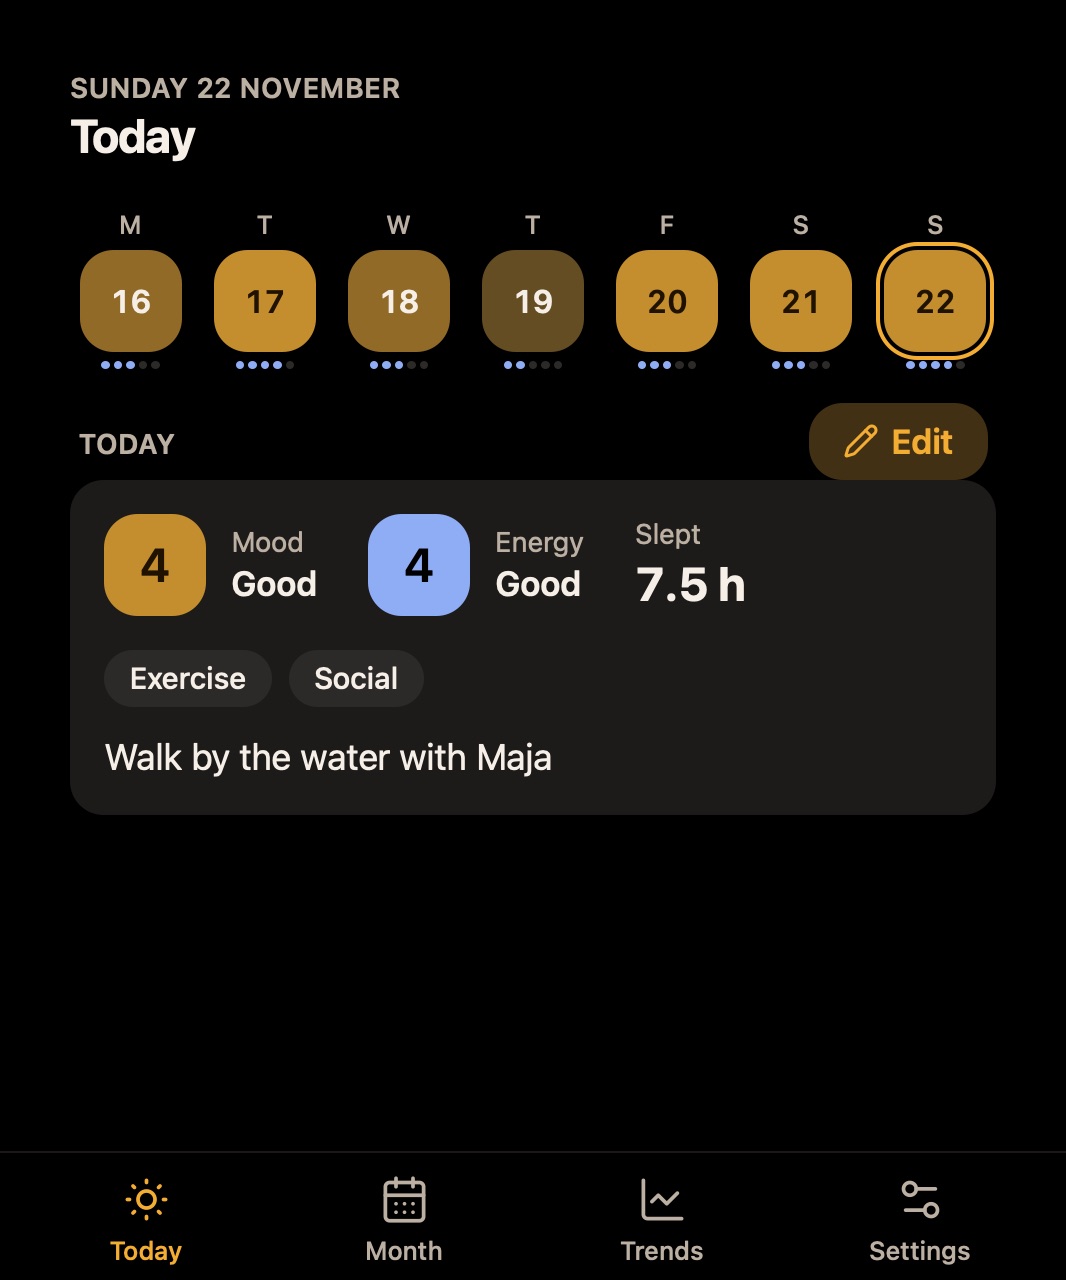 SUNDAY 22 NOVEMBER
Today
M T W T F S S
16 17 18 19 20 21 22
TODAY
Edit
4 Mood Good 4 Energy Good Slept 7.5 h
Exercise Social
Walk by the water with Maja
Today Month Trends Settings